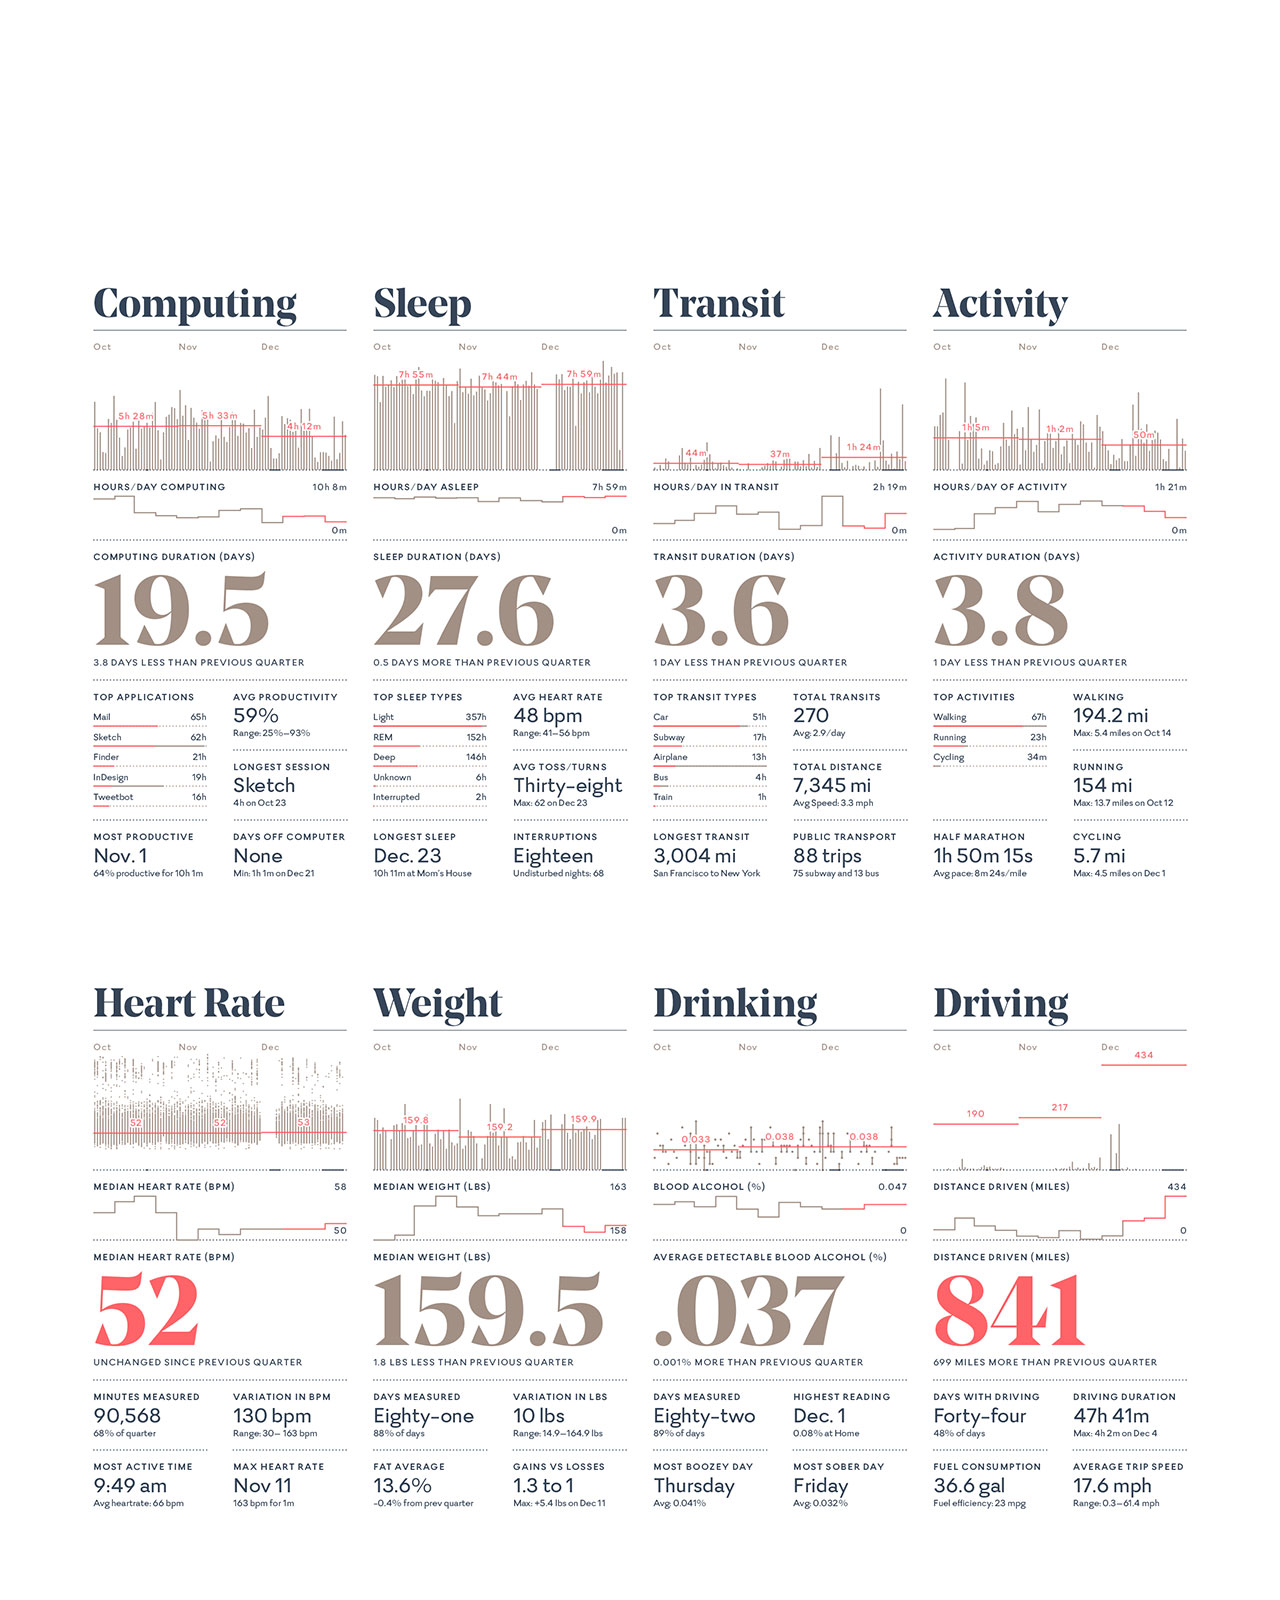 Computing
Oct Nov Dec
5h 28m 5h 33m 4h 12m
HOURS/DAY COMPUTING 10h 8m
0m
COMPUTING DURATION (DAYS)
19.5
3.8 DAYS LESS THAN PREVIOUS QUARTER
TOP APPLICATIONS
Mail 65h
Sketch 62h
Finder 21h
InDesign 19h
Tweetbot 16h
AVG PRODUCTIVITY
59%
Range: 25%–93%
LONGEST SESSION
Sketch
4h on Oct 23
MOST PRODUCTIVE
Nov. 1
64% productive for 10h 1m
DAYS OFF COMPUTER
None
Min: 1h 1m on Dec 21
Sleep
Oct Nov Dec
7h 55m 7h 44m 7h 59m
HOURS/DAY ASLEEP 7h 59m
0m
SLEEP DURATION (DAYS)
27.6
0.5 DAYS MORE THAN PREVIOUS QUARTER
TOP SLEEP TYPES
Light 357h
REM 152h
Deep 146h
Unknown 6h
Interrupted 2h
AVG HEART RATE
48 bpm
Range: 41–56 bpm
AVG TOSS/TURNS
Thirty-eight
Max: 62 on Dec 23
LONGEST SLEEP
Dec. 23
10h 11m at Mom's House
INTERRUPTIONS
Eighteen
Undisturbed nights: 68
Transit
Oct Nov Dec
44m 37m 1h 24m
HOURS/DAY IN TRANSIT 2h 19m
0m
TRANSIT DURATION (DAYS)
3.6
1 DAY LESS THAN PREVIOUS QUARTER
TOP TRANSIT TYPES
Car 51h
Subway 17h
Airplane 13h
Bus 4h
Train 1h
TOTAL TRANSITS
270
Avg: 2.9/day
TOTAL DISTANCE
7,345 mi
Avg Speed: 3.3 mph
LONGEST TRANSIT
3,004 mi
San Francisco to New York
PUBLIC TRANSPORT
88 trips
75 subway and 13 bus
Activity
Oct Nov Dec
1h 5m 1h 2m 50m
HOURS/DAY OF ACTIVITY 1h 21m
0m
ACTIVITY DURATION (DAYS)
3.8
1 DAY LESS THAN PREVIOUS QUARTER
TOP ACTIVITIES
Walking 67h
Running 23h
Cycling 34m
WALKING
194.2 mi
Max: 5.4 miles on Oct 14
RUNNING
154 mi
Max: 13.7 miles on Oct 12
HALF MARATHON
1h 50m 15s
Avg pace: 8m 24s/mile
CYCLING
5.7 mi
Max: 4.5 miles on Dec 1
Heart Rate
Oct Nov Dec
52 52 53
MEDIAN HEART RATE (BPM) 58
50
MEDIAN HEART RATE (BPM)
52
UNCHANGED SINCE PREVIOUS QUARTER
MINUTES MEASURED
90,568
68% of quarter
VARIATION IN BPM
130 bpm
Range: 30– 163 bpm
MOST ACTIVE TIME
9:49 am
Avg heartrate: 66 bpm
MAX HEART RATE
Nov 11
163 bpm for 1m
Weight
Oct Nov Dec
159.8 159.2 159.9
MEDIAN WEIGHT (LBS) 163
158
MEDIAN WEIGHT (LBS)
159.5
1.8 LBS LESS THAN PREVIOUS QUARTER
DAYS MEASURED
Eighty-one
88% of days
VARIATION IN LBS
10 lbs
Range: 14.9–164.9 lbs
FAT AVERAGE
13.6%
-0.4% from prev quarter
GAINS VS LOSSES
1.3 to 1
Max: +5.4 lbs on Dec 11
Drinking
Oct Nov Dec
0.033 0.038 0.038
BLOOD ALCOHOL (%) 0.047
0
AVERAGE DETECTABLE BLOOD ALCOHOL (%)
.037
0.001% MORE THAN PREVIOUS QUARTER
DAYS MEASURED
Eighty-two
89% of days
HIGHEST READING
Dec. 1
0.08% at Home
MOST BOOZEY DAY
Thursday
Avg: 0.041%
MOST SOBER DAY
Friday
Avg: 0.032%
Driving
Oct Nov Dec
190 217 434
DISTANCE DRIVEN (MILES) 434
0
DISTANCE DRIVEN (MILES)
841
699 MILES MORE THAN PREVIOUS QUARTER
DAYS WITH DRIVING
Forty-four
48% of days
DRIVING DURATION
47h 41m
Max: 4h 2m on Dec 4
FUEL CONSUMPTION
36.6 gal
Fuel efficiency: 23 mpg
AVERAGE TRIP SPEED
17.6 mph
Range: 0.3–61.4 mph